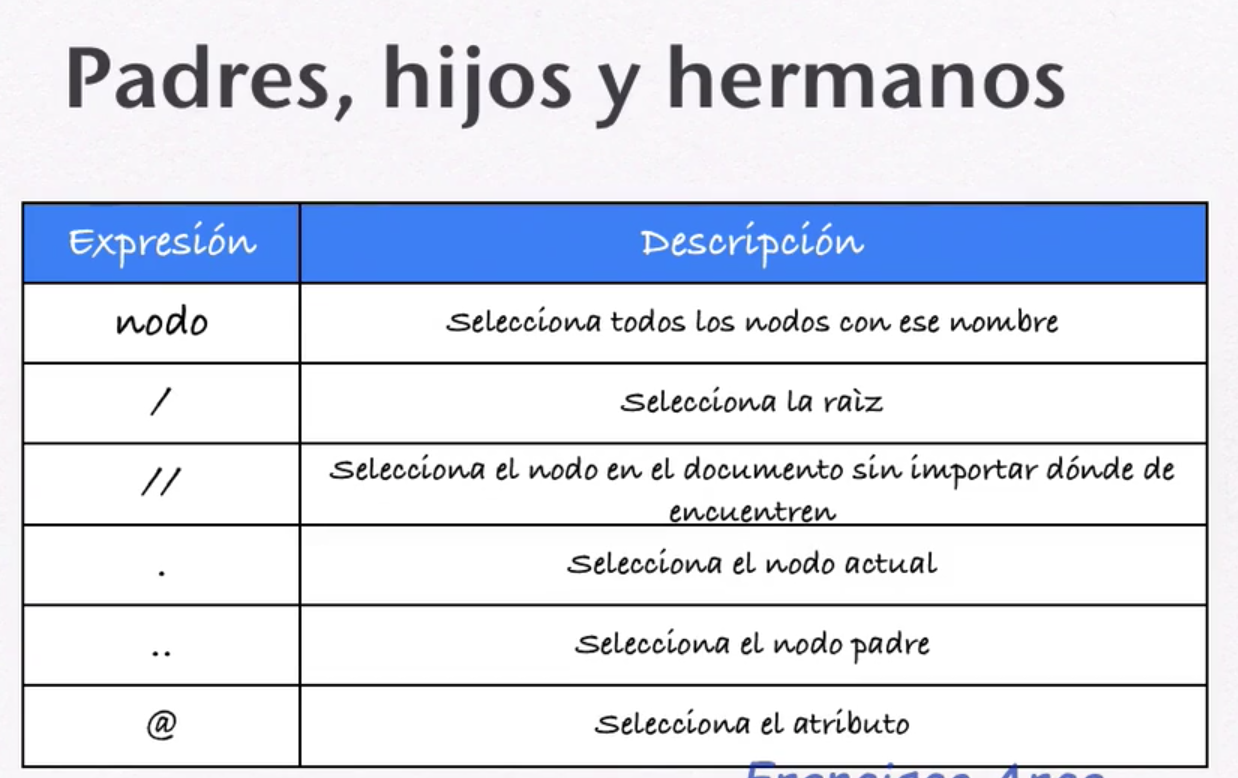 Padres, hijos y hermanos
Expresión Descripción
nodo Selecciona todos los nodos con ese nombre
/ Selecciona la raìz
// Selecciona el nodo en el documento sin importar dónde de
encuentren
. Selecciona el nodo actual
.. Selecciona el nodo padre
@ Selecciona el atributo